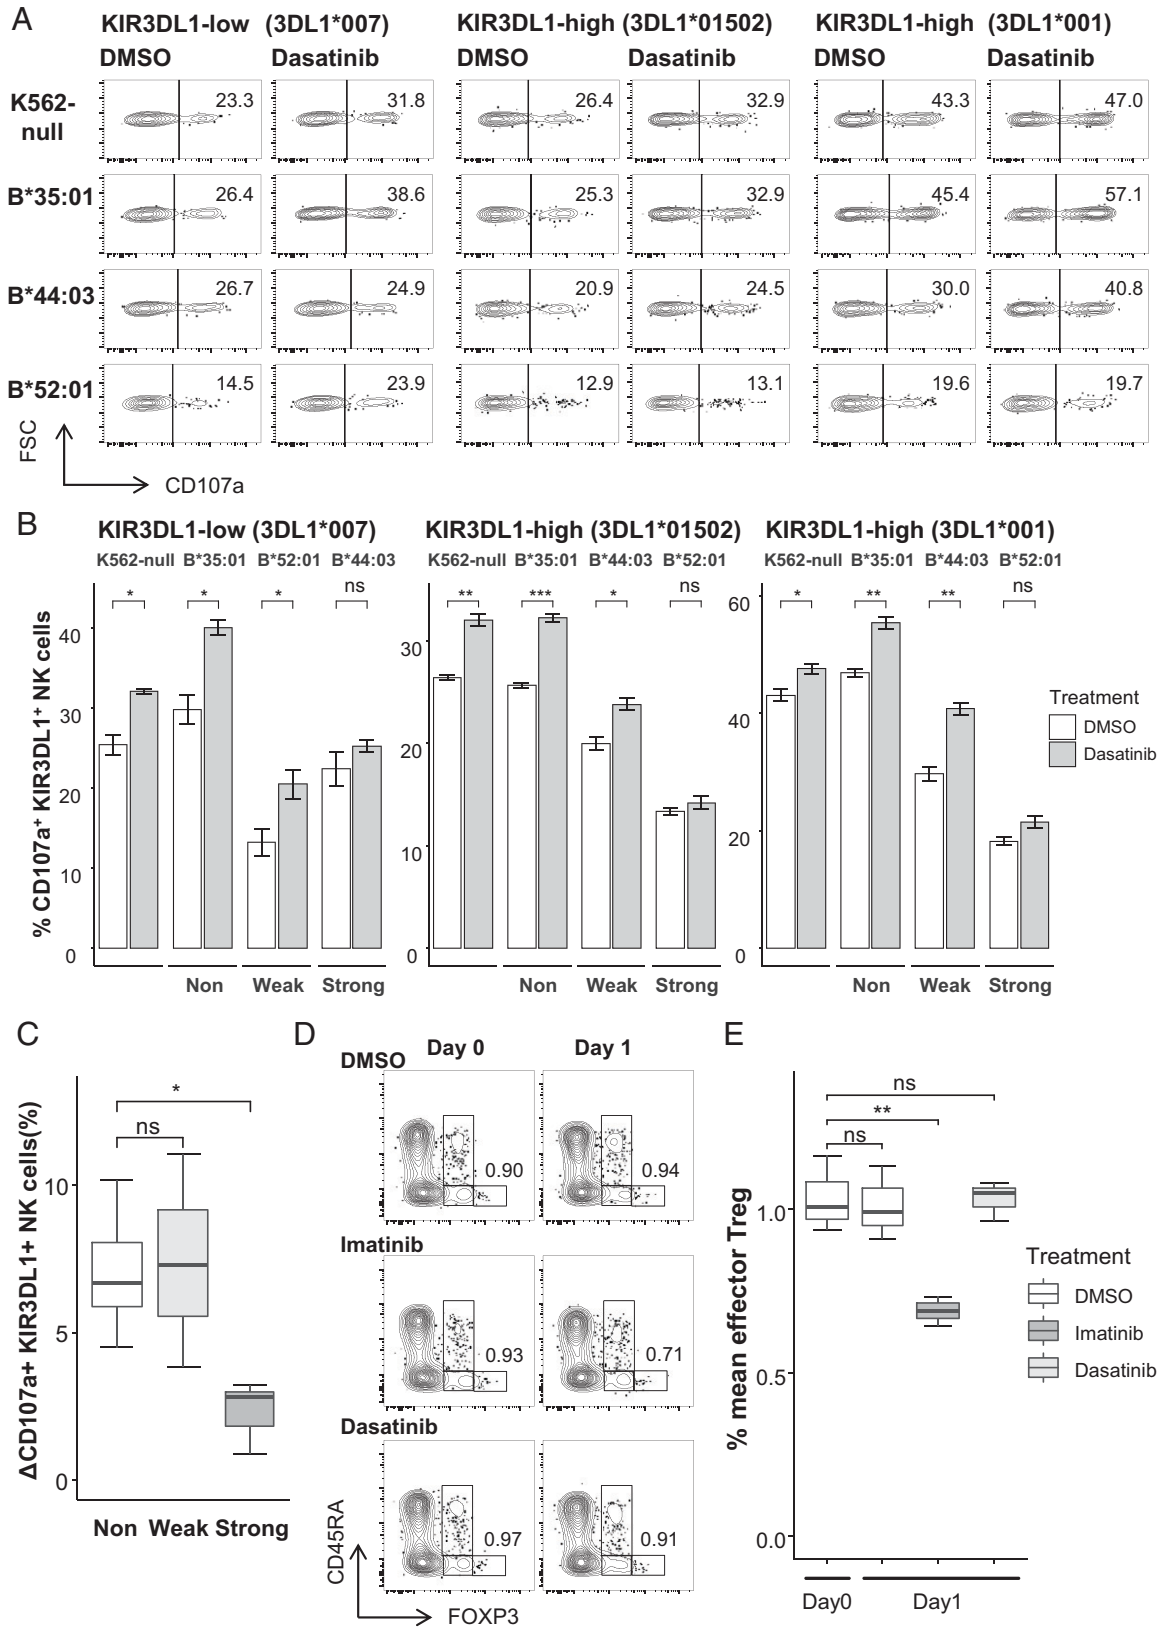 A
KIR3DL1-low (3DL1*007)
KIR3DL1-high (3DL1*01502)
KIR3DL1-high (3DL1*001)
DMSO Dasatinib DMSO Dasatinib DMSO Dasatinib
K562-null 23.3 31.8 26.4 32.9 43.3 47.0
B*35:01 26.4 38.6 25.3 32.9 45.4 57.1
B*44:03 26.7 24.9 20.9 24.5 30.0 40.8
B*52:01 14.5 23.9 12.9 13.1 19.6 19.7
FSC
CD107a
B
KIR3DL1-low (3DL1*007)
K562-null B*35:01 B*52:01 B*44:03
* * * ns
% CD107a+ KIR3DL1+ NK cells
40
30
20
10
0
Non Weak Strong
KIR3DL1-high (3DL1*01502)
K562-null B*35:01 B*44:03 B*52:01
** *** * ns
30
20
10
0
Non Weak Strong
KIR3DL1-high (3DL1*001)
K562-null B*35:01 B*44:03 B*52:01
* ** ** ns
60
40
20
0
Non Weak Strong
Treatment
DMSO
Dasatinib
C
*
ns
ΔCD107a+ KIR3DL1+ NK cells(%)
10
5
0
Non Weak Strong
D
Day 0 Day 1
DMSO
0.90 0.94
Imatinib
0.93 0.71
Dasatinib
0.97 0.91
CD45RA
FOXP3
E
ns
**
ns
% mean effector Treg
1.0
0.5
0.0
Day0 Day1
Treatment
DMSO
Imatinib
Dasatinib